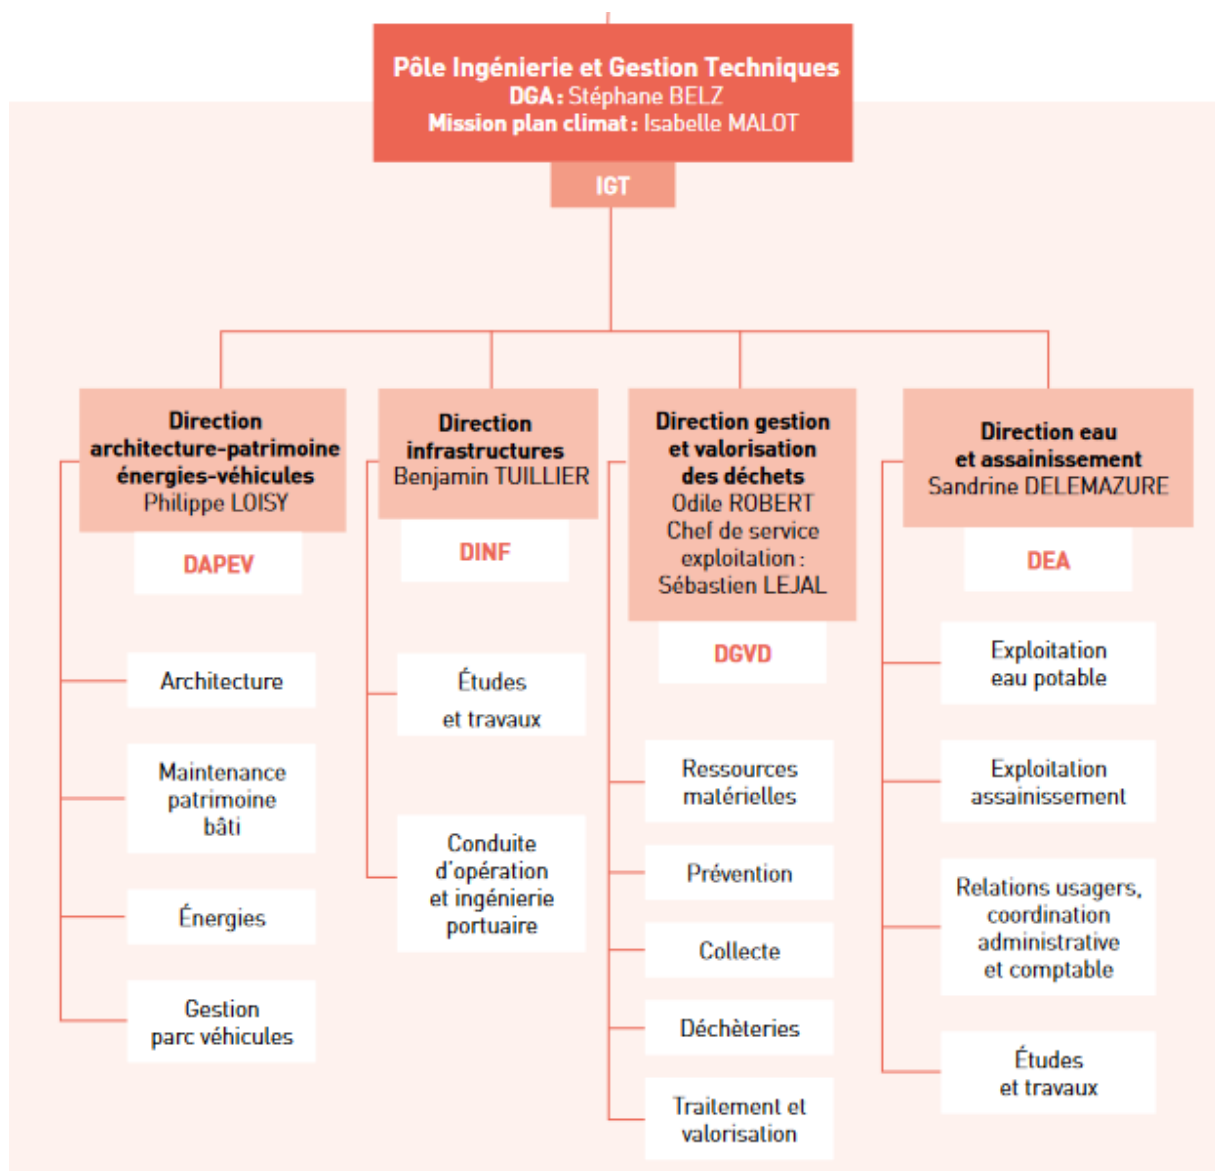 Pôle Ingénierie et Gestion Techniques
DGA : Stéphane BELZ
Mission plan climat : Isabelle MALOT
IGT
Direction
architecture-patrimoine
énergies-véhicules
Philippe LOISY
DAPEV
Architecture
Maintenance
patrimoine
bâti
Énergies
Gestion
parc véhicules
Direction
infrastructures
Benjamin TUILLIER
DINF
Études
et travaux
Conduite
d'opération
et ingénierie
portuaire
Direction gestion
et valorisation
des déchets
Odile ROBERT
Chef de service
exploitation :
Sébastien LEJAL
DGVD
Ressources
matérielles
Prévention
Collecte
Déchèteries
Traitement et
valorisation
Direction eau
et assainissement
Sandrine DELEMAZURE
DEA
Exploitation
eau potable
Exploitation
assainissement
Relations usagers,
coordination
administrative
et comptable
Études
et travaux